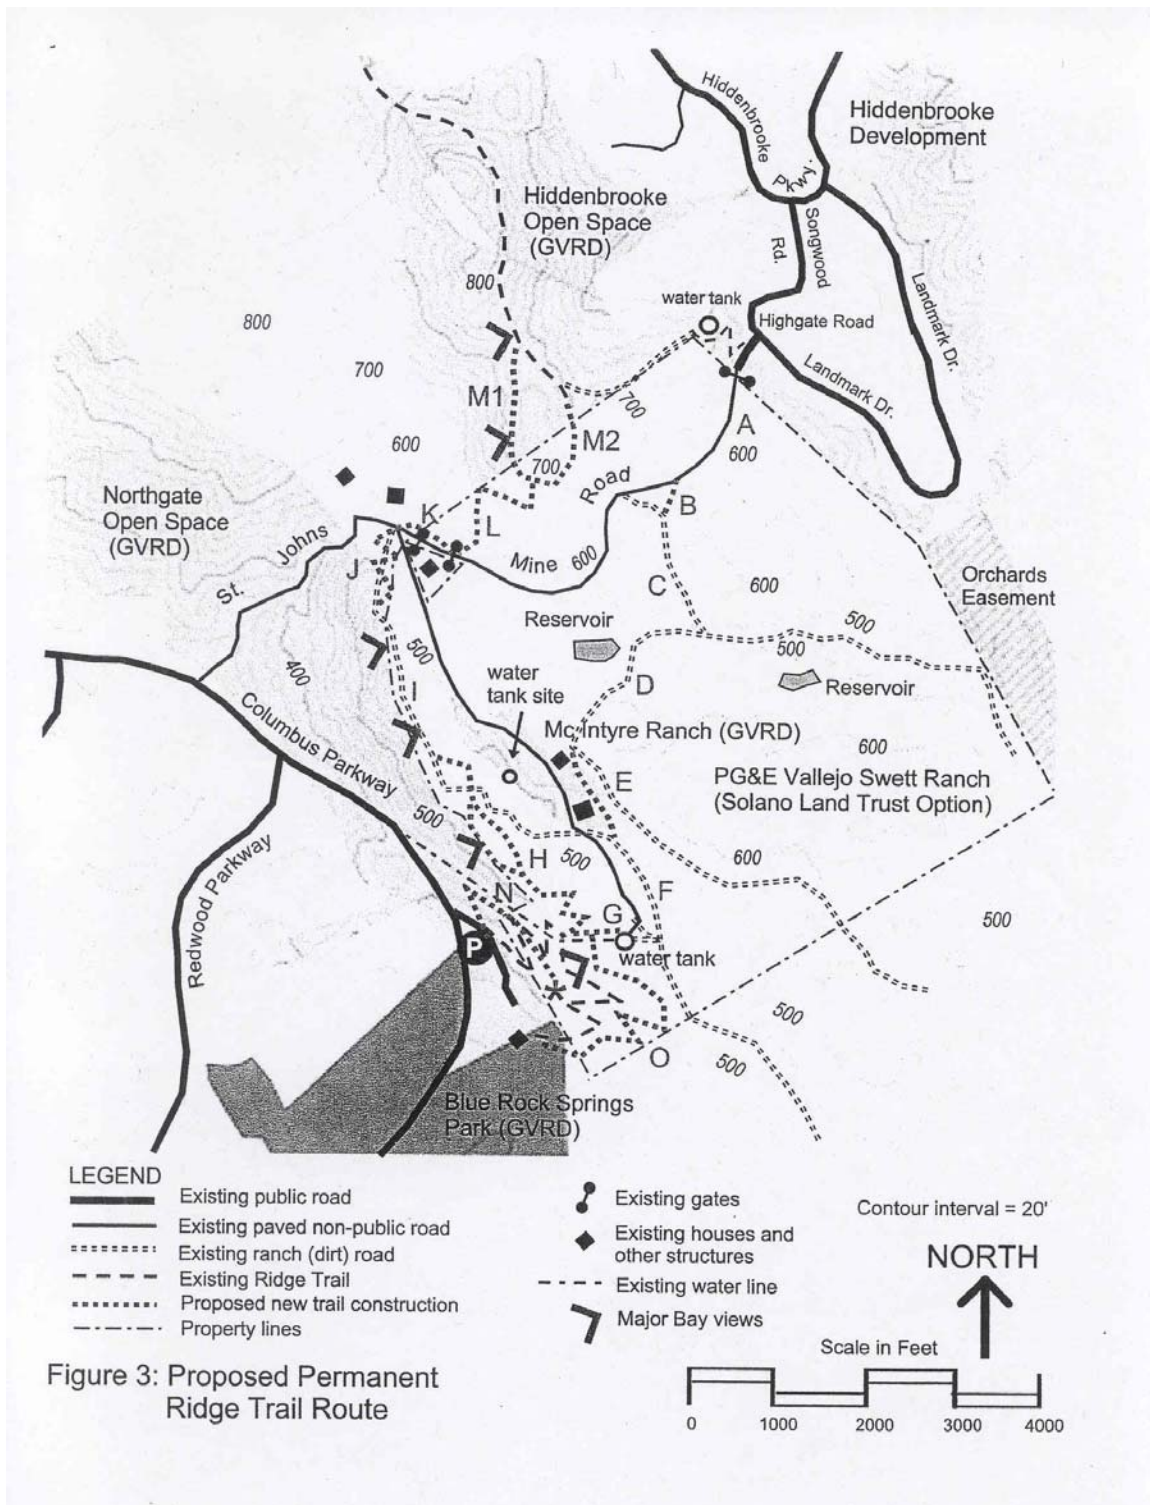 Hiddenbrooke
Pkwy.
Hiddenbrooke
Development
Hiddenbrooke
Open Space
(GVRD)
Songwood
Rd.
Landmark Dr.
800
water tank
Highgate Road
800
Landmark Dr.
700
M1
700
A
M2
600
600
700
Northgate
Open Space
(GVRD)
Road
B
K
L
St. Johns
Mine
600
J
Orchards
Easement
C
600
Reservoir
500
500
500
400
water
tank site
D
Reservoir
I
Columbus Parkway
Mc Intyre Ranch (GVRD)
600
E
PG&E Vallejo Swett Ranch
(Solano Land Trust Option)
500
Redwood Parkway
H
500
600
N
F
G
500
P
water tank
*
500
O
500
Blue Rock Springs
Park (GVRD)
LEGEND
Existing public road
Existing paved non-public road
Existing ranch (dirt) road
Existing Ridge Trail
Proposed new trail construction
Property lines
Existing gates
Existing houses and
other structures
Existing water line
Major Bay views
Contour interval = 20'
NORTH
Scale in Feet
0 1000 2000 3000 4000
Figure 3: Proposed Permanent
Ridge Trail Route